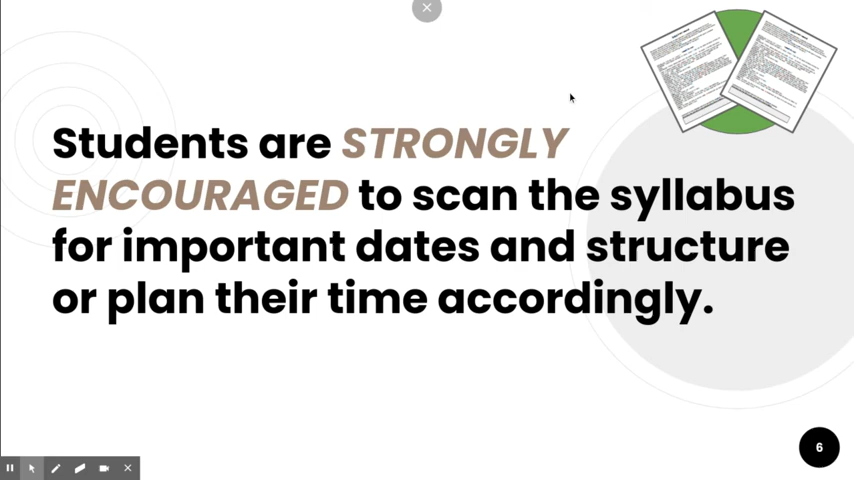 Students are STRONGLY
ENCOURAGED to scan the syllabus
for important dates and structure
or plan their time accordingly.
6